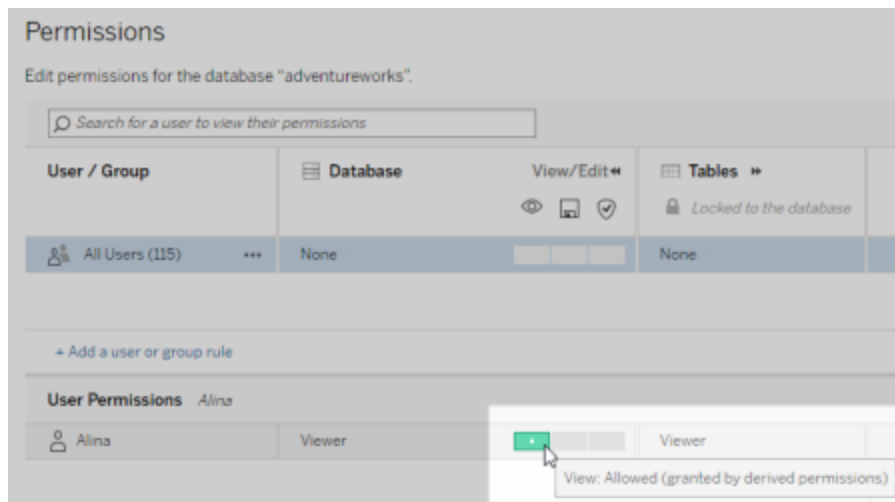 Permissions
Edit permissions for the database “adventureworks”.
Search for a user to view their permissions
User / Group
Database
View/Edit
Tables
Locked to the database
All Users (115)
None
None
+ Add a user or group rule
User Permissions Alina
Alina
Viewer
Viewer
View: Allowed (granted by derived permissions)